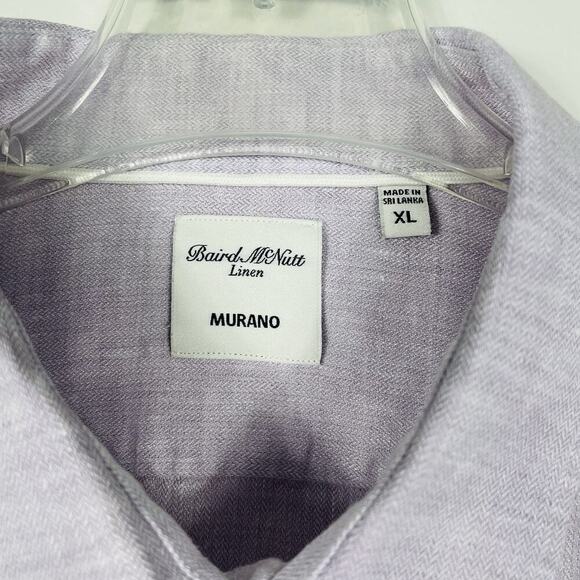 MADE IN
SRI LANKA
XL
Baird McNutt
Linen
MURANO